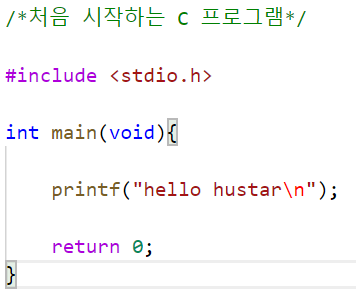 /*처음 시작하는 C 프로그램*/
#include <stdio.h>
int main(void){
printf("hello hustar\n");
return 0;
}